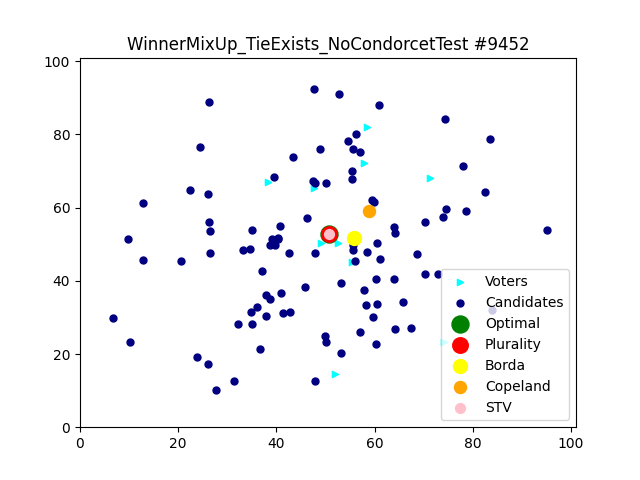 WinnerMixUp_TieExists_NoCondorcetTest #9452
100
80
60
40
20
0
0 20 40 60 80 100
Voters
Candidates
Optimal
Plurality
Borda
Copeland
STV